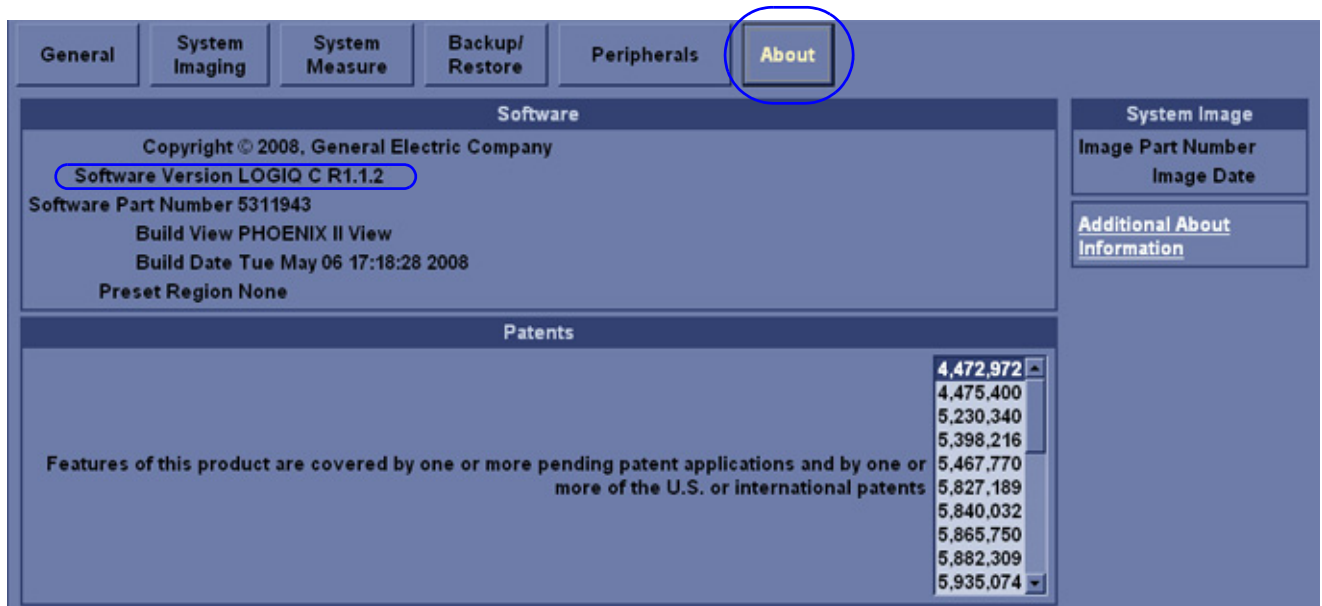 General
System
Imaging
System
Measure
Backup/
Restore
Peripherals
About
Software
Copyright © 2008, General Electric Company
Software Version LOGIQ C R1.1.2
Software Part Number 5311943
Build View PHOENIX II View
Build Date Tue May 06 17:18:28 2008
Preset Region None
System Image
Image Part Number
Image Date
Additional About
Information
Patents
Features of this product are covered by one or more pending patent applications and by one or
more of the U.S. or international patents
4,472,972
4,475,400
5,230,340
5,398,216
5,467,770
5,827,189
5,840,032
5,865,750
5,882,309
5,935,074